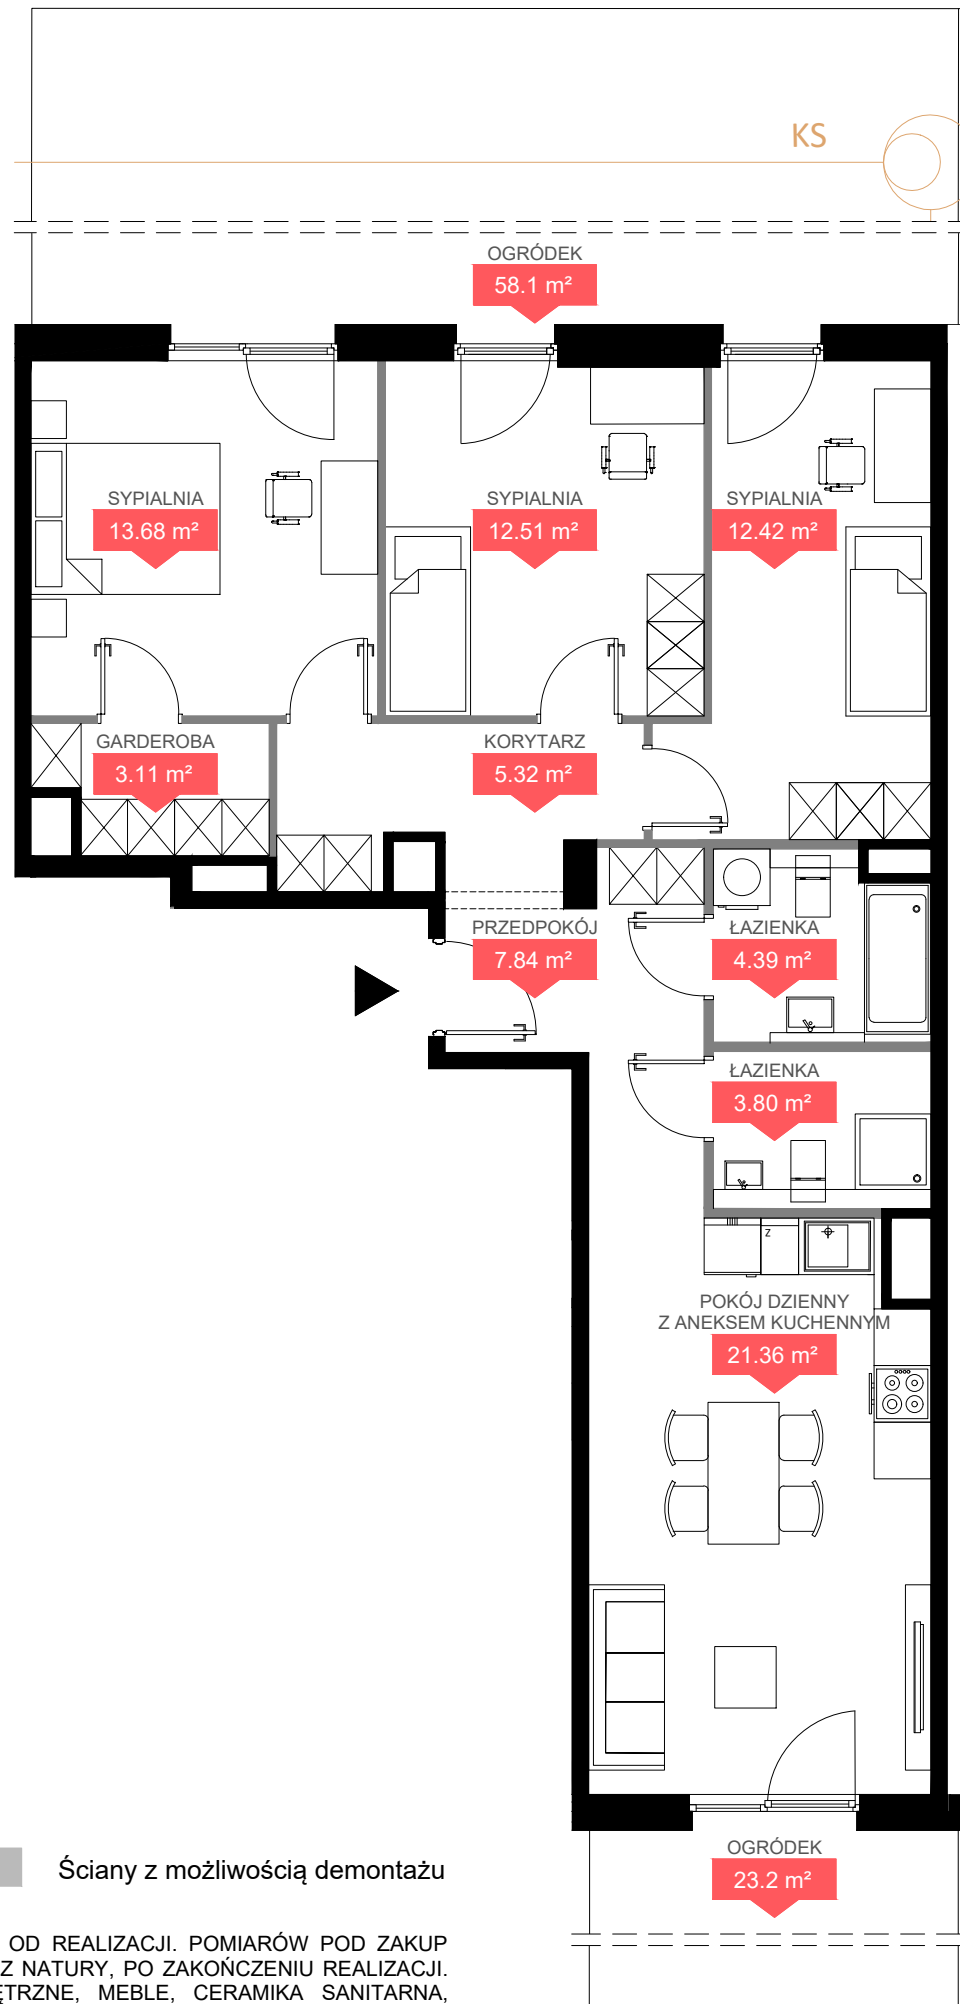 KS
OGRÓDEK
58.1 m²
SYPIALNIA
13.68 m²
SYPIALNIA
12.51 m²
SYPIALNIA
12.42 m²
GARDEROBA
3.11 m²
KORYTARZ
5.32 m²
PRZEDPOKÓJ
7.84 m²
ŁAZIENKA
4.39 m²
ŁAZIENKA
3.80 m²
Z
POKÓJ DZIENNY
Z ANEKSEM KUCHENNYM
21.36 m²
OGRÓDEK
23.2 m²
Ściany z możliwością demontażu
OD REALIZACJI. POMIARÓW POD ZAKUP
Z NATURY, PO ZAKOŃCZENIU REALIZACJI.
ĘTRZNE, MEBLE, CERAMIKA SANITARNA,